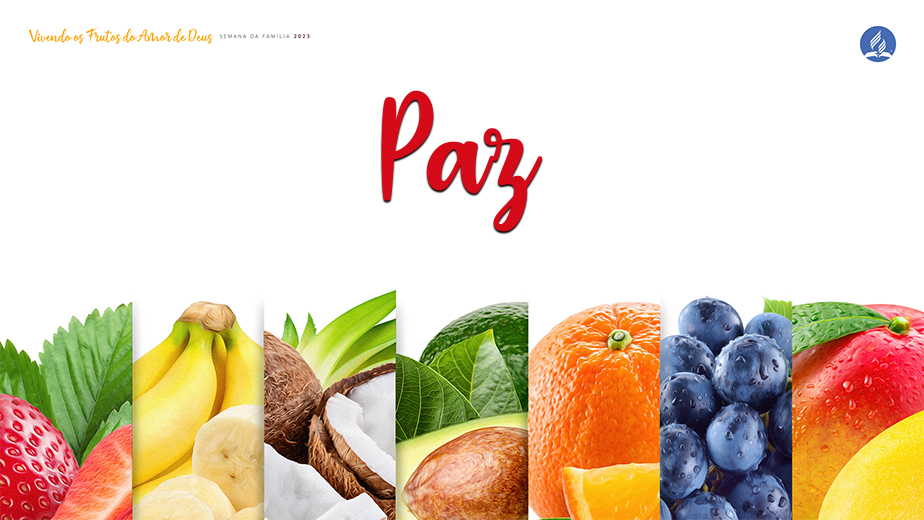 Vivendo os Frutos do Amor de Deus SEMANA DA FAMÍLIA 2023
Paz